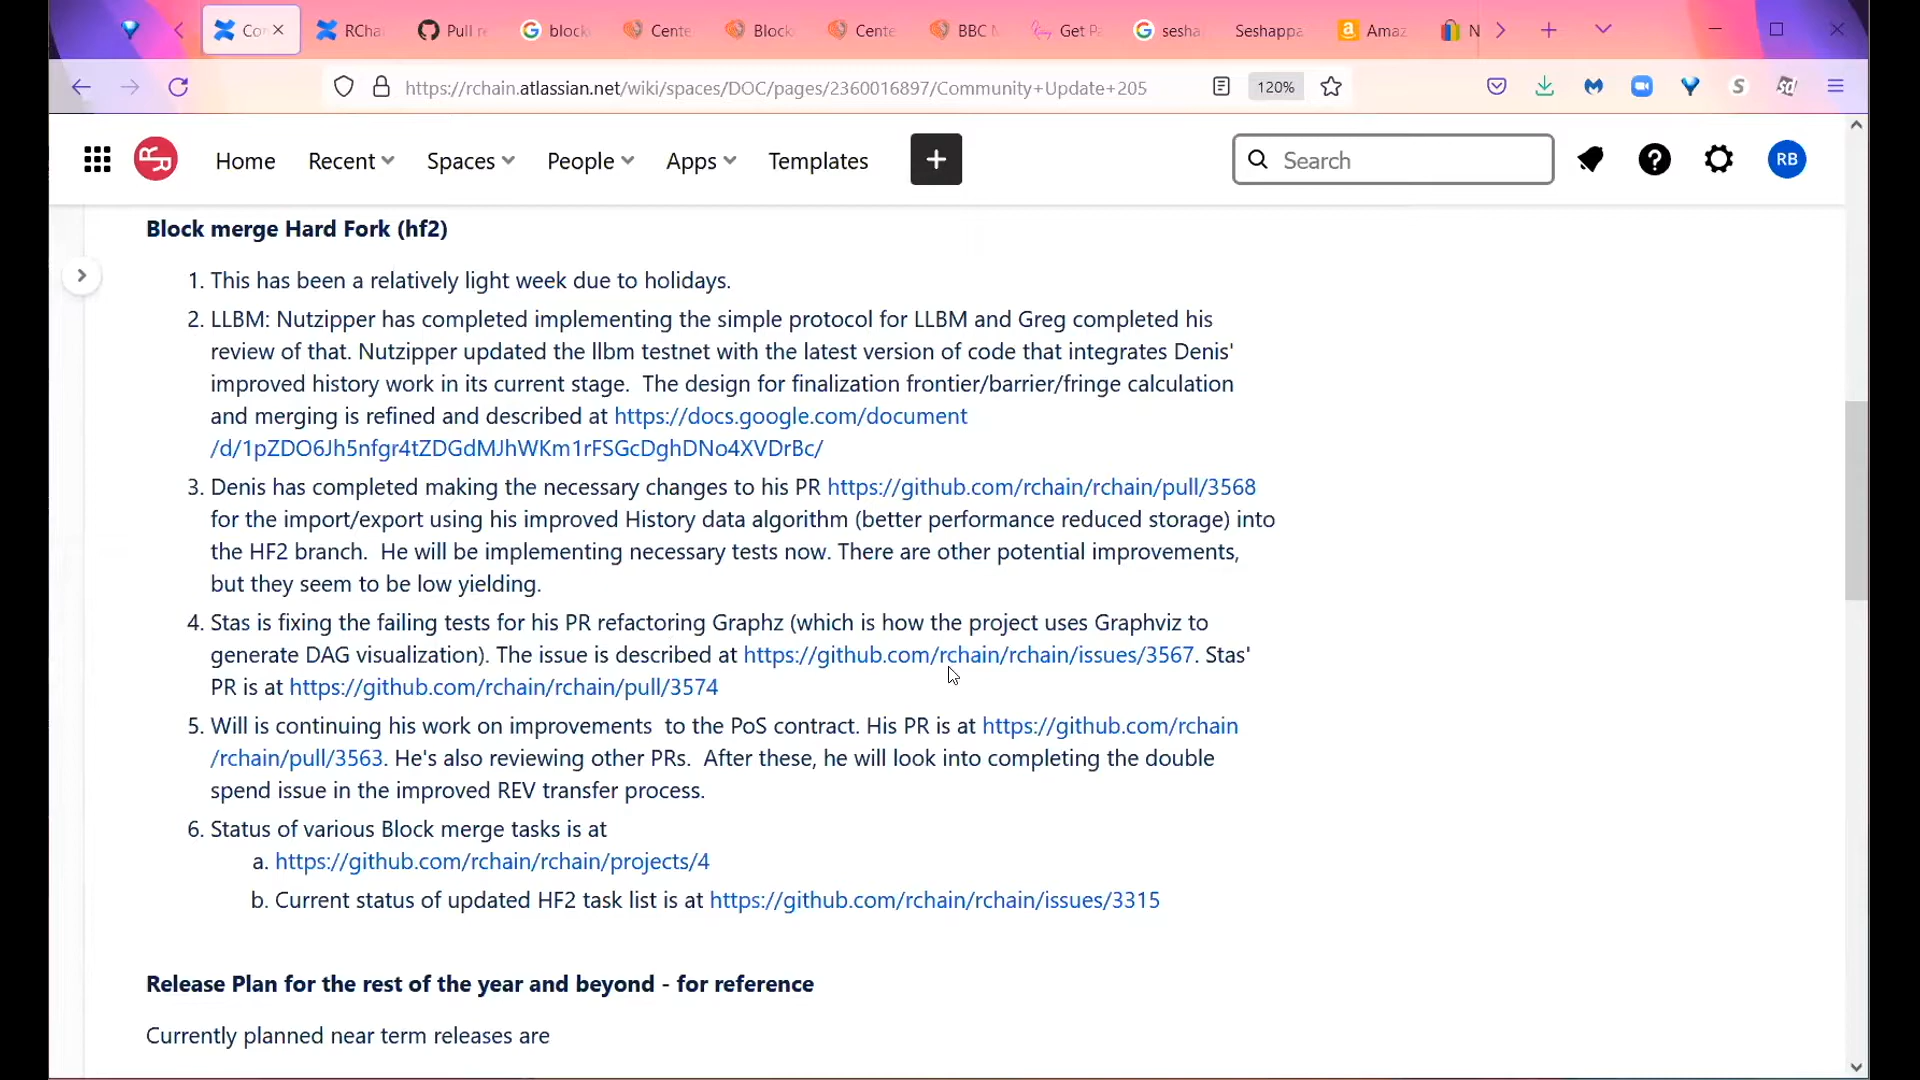 Co
RCha
Pull re
block
Cente
Block
Cente
BBC N
Get Pa
sesha
Seshappa
Amaz
N
https://rchain.atlassian.net/wiki/spaces/DOC/pages/2360016897/Community+Update+205
120%
Home
Recent
Spaces
People
Apps
Templates
+
Search
RB
Block merge Hard Fork (hf2)
1. This has been a relatively light week due to holidays.
2. LLBM: Nutzipper has completed implementing the simple protocol for LLBM and Greg completed his
review of that. Nutzipper updated the llbm testnet with the latest version of code that integrates Denis'
improved history work in its current stage.  The design for finalization frontier/barrier/fringe calculation
and merging is refined and described at https://docs.google.com/document
/d/1pZDO6Jh5nfgr4tZDGdMJhWKm1rFSGcDghDNo4XVDrBc/
3. Denis has completed making the necessary changes to his PR https://github.com/rchain/rchain/pull/3568
for the import/export using his improved History data algorithm (better performance reduced storage) into
the HF2 branch.  He will be implementing necessary tests now. There are other potential improvements,
but they seem to be low yielding.
4. Stas is fixing the failing tests for his PR refactoring Graphz (which is how the project uses Graphviz to
generate DAG visualization). The issue is described at https://github.com/rchain/rchain/issues/3567. Stas'
PR is at https://github.com/rchain/rchain/pull/3574
5. Will is continuing his work on improvements  to the PoS contract. His PR is at https://github.com/rchain
/rchain/pull/3563. He's also reviewing other PRs.  After these, he will look into completing the double
spend issue in the improved REV transfer process.
6. Status of various Block merge tasks is at
a. https://github.com/rchain/rchain/projects/4
b. Current status of updated HF2 task list is at https://github.com/rchain/rchain/issues/3315
Release Plan for the rest of the year and beyond - for reference
Currently planned near term releases are